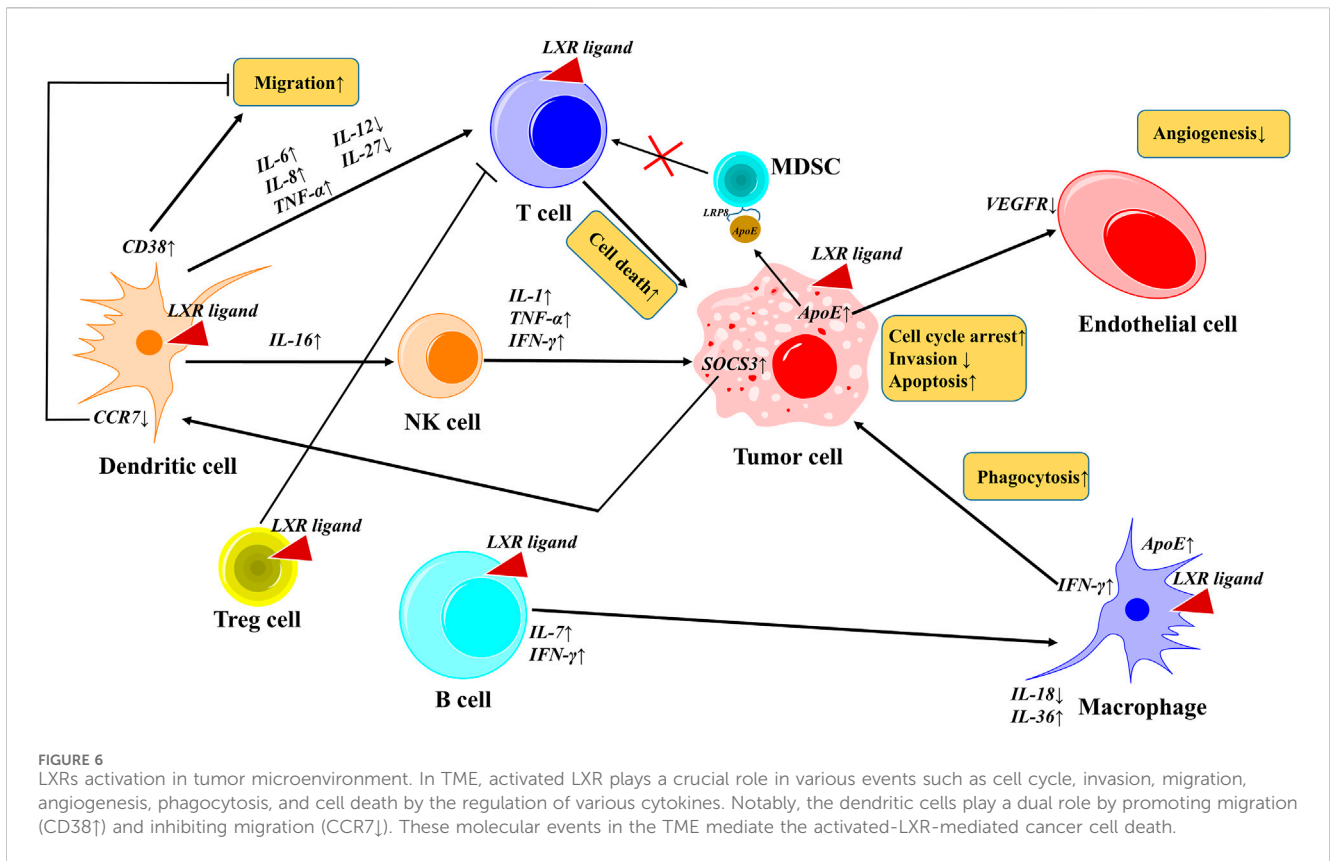 LXR ligand
Migration↑
IL-6↑
IL-8↑
TNF-α↑
IL-12↓
IL-27↓
T cell
MDSC
LRP8
ApoE
Angiogenesis↓
VEGFR↓
Endothelial cell
CD38↑
LXR ligand
CCR7↓
Dendritic cell
IL-16↑
NK cell
IL-1↑
TNF-α↑
IFN-γ↑
Cell death↑
LXR ligand
ApoE↑
SOCS3↑
Tumor cell
Cell cycle arrest↑
Invasion ↓
Apoptosis↑
Phagocytosis↑
LXR ligand
Treg cell
LXR ligand
IL-7↑
IFN-γ↑
B cell
ApoE↑
IFN-γ↑
LXR ligand
IL-18↓
IL-36↑
Macrophage
FIGURE 6
LXRs activation in tumor microenvironment. In TME, activated LXR plays a crucial role in various events such as cell cycle, invasion, migration,
angiogenesis, phagocytosis, and cell death by the regulation of various cytokines. Notably, the dendritic cells play a dual role by promoting migration
(CD38↑) and inhibiting migration (CCR7↓). These molecular events in the TME mediate the activated-LXR-mediated cancer cell death.